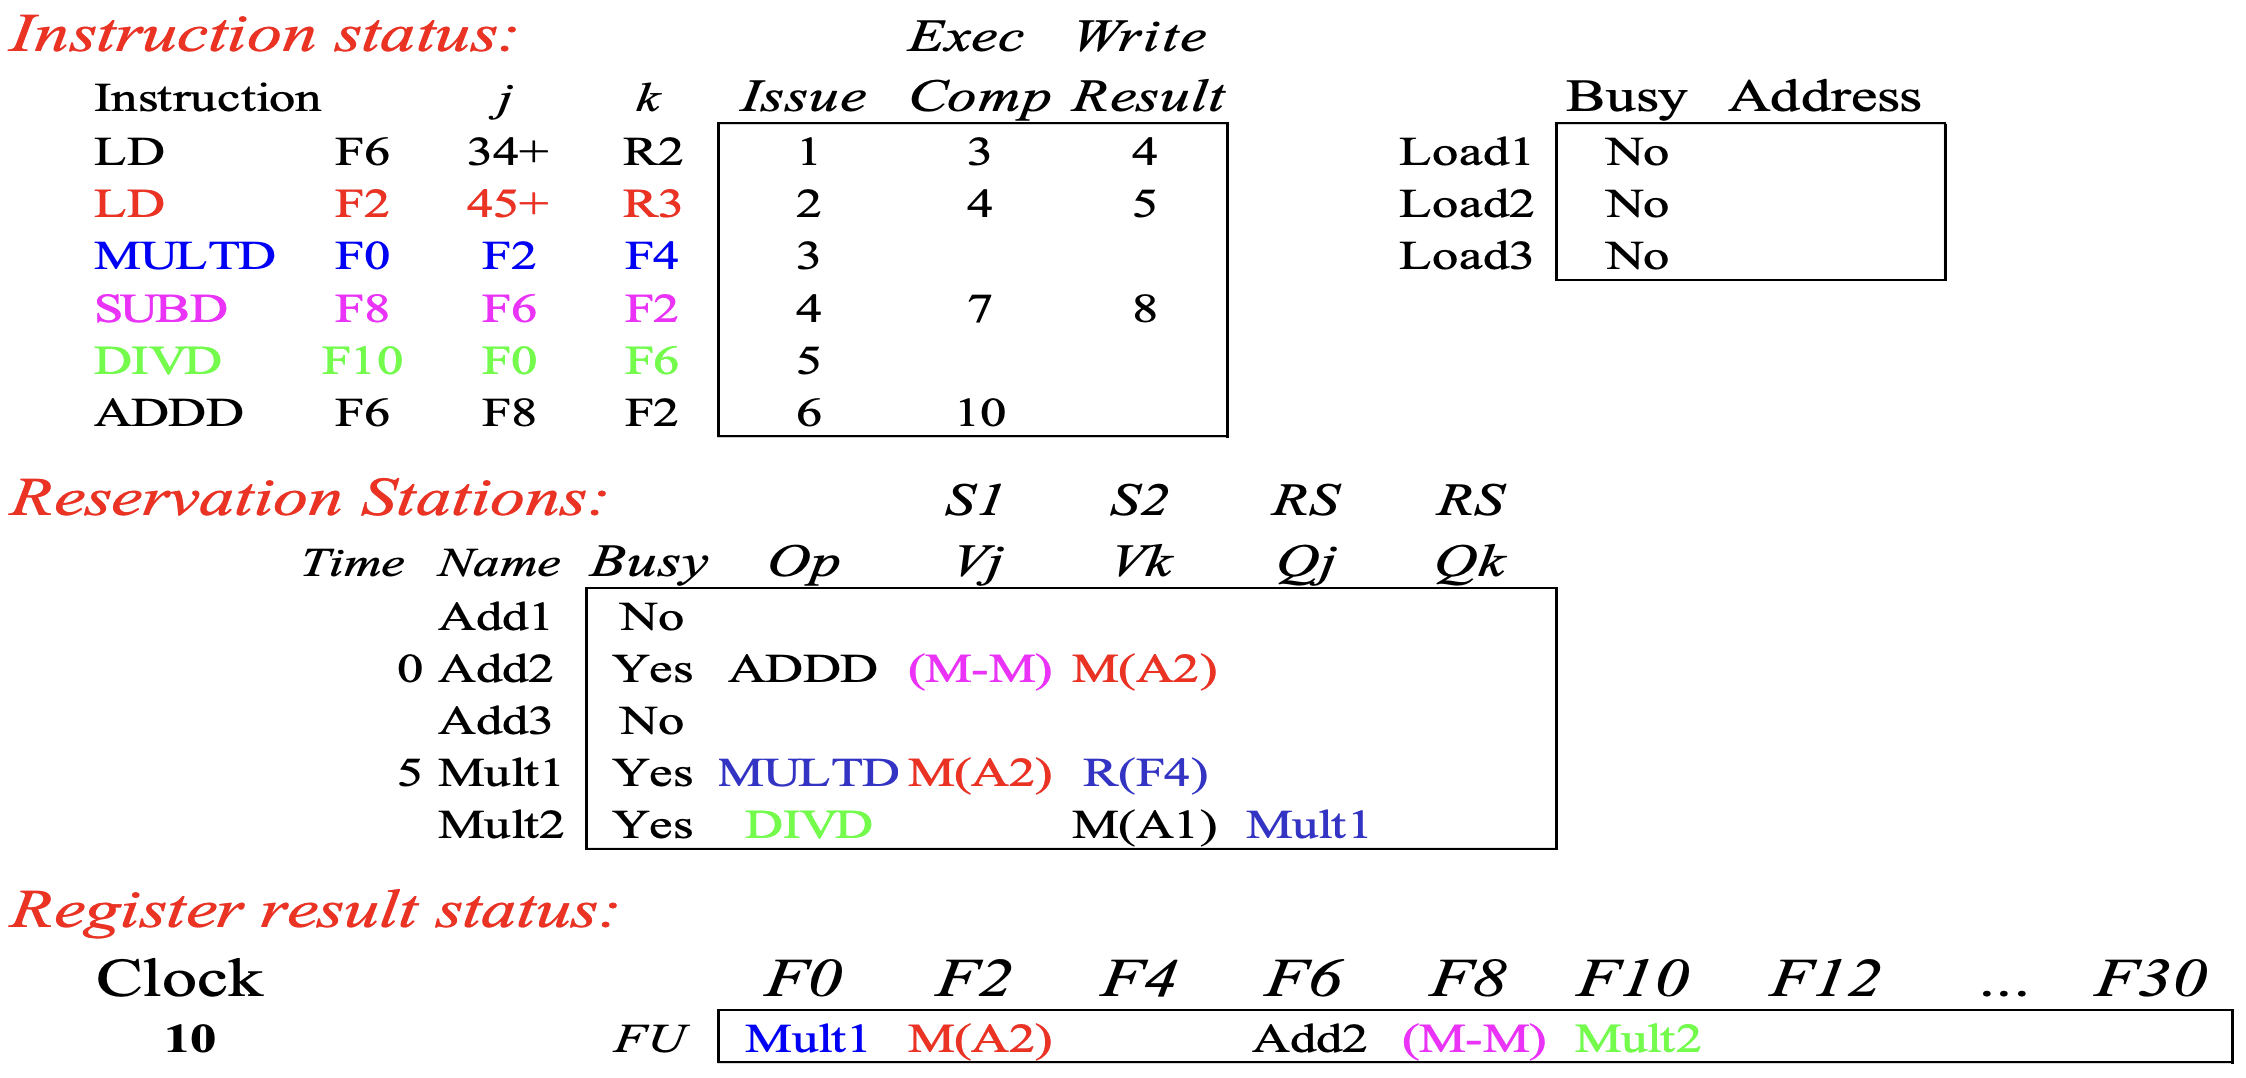 Instruction status: Exec Write
Instruction j k Issue Comp Result Busy Address
LD F6 34+ R2 1 3 4 Load1 No
LD F2 45+ R3 2 4 5 Load2 No
MULTD F0 F2 F4 3 Load3 No
SUBD F8 F6 F2 4 7 8
DIVD F10 F0 F6 5
ADDD F6 F8 F2 6 10
Reservation Stations: S1 S2 RS RS
Time Name Busy Op Vj Vk Qj Qk
Add1 No
0 Add2 Yes ADDD (M-M) M(A2)
Add3 No
5 Mult1 Yes MULTD M(A2) R(F4)
Mult2 Yes DIVD M(A1) Mult1
Register result status:
Clock F0 F2 F4 F6 F8 F10 F12 ... F30
10 FU Mult1 M(A2) Add2 (M-M) Mult2